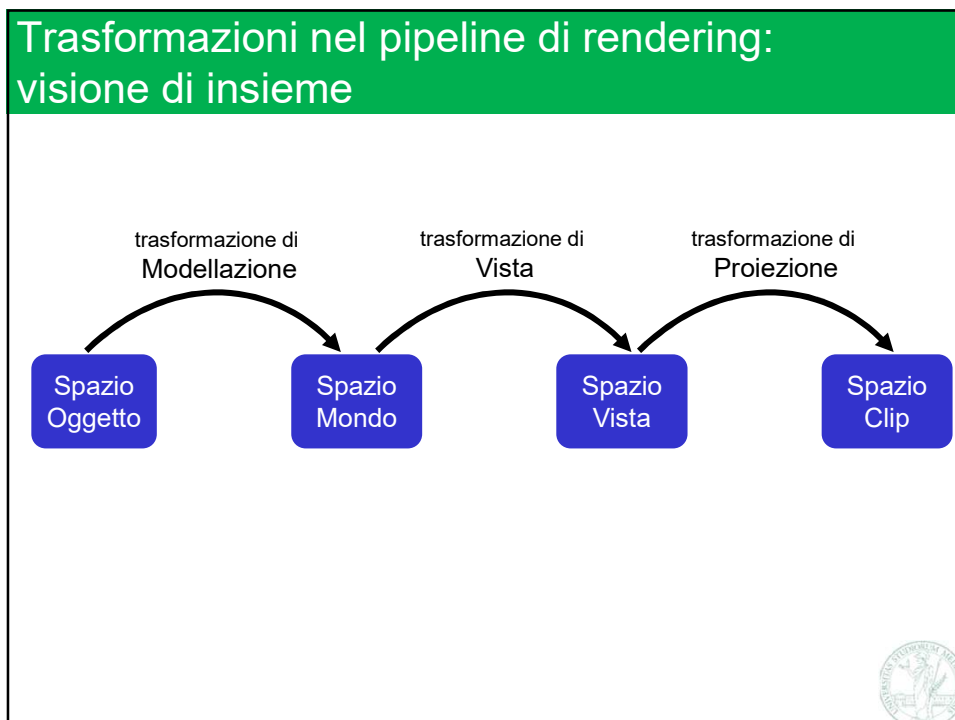 Trasformazioni nel pipeline di rendering:
visione di insieme
trasformazione di
Modellazione
trasformazione di
Vista
trasformazione di
Proiezione
Spazio
Oggetto
Spazio
Mondo
Spazio
Vista
Spazio
Clip